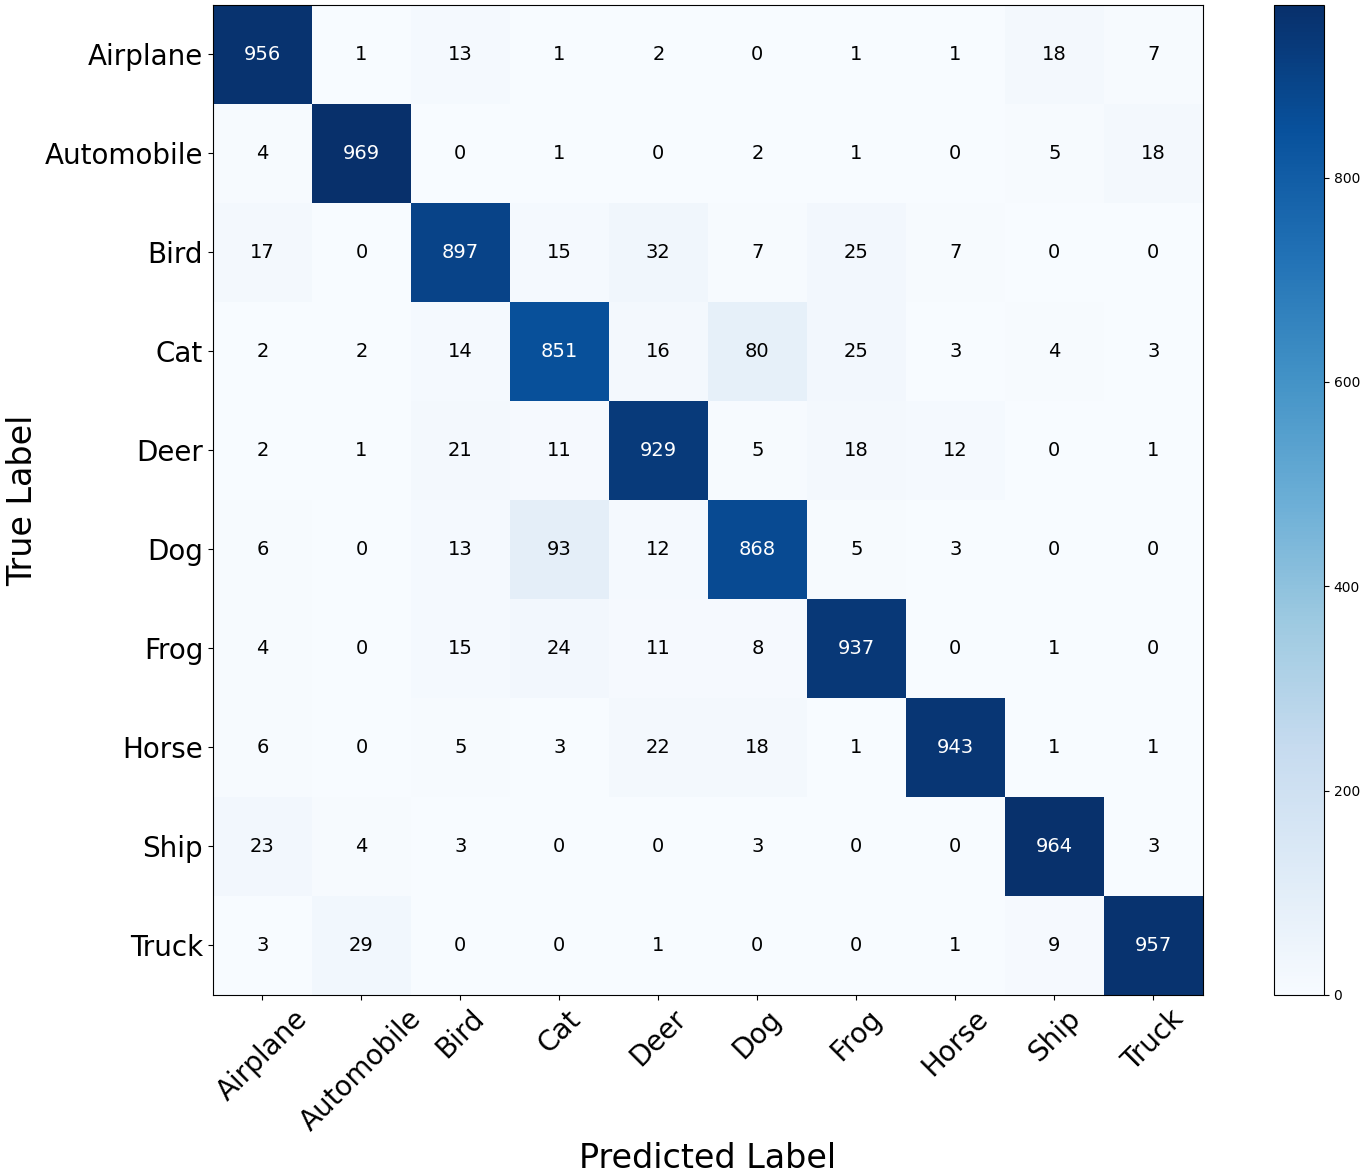 Airplane 956 1 13 1 2 0 1 1 18 7
Automobile 4 969 0 1 0 2 1 0 5 18
800
Bird 17 0 897 15 32 7 25 7 0 0
Cat 2 2 14 851 16 80 25 3 4 3
600
Deer 2 1 21 11 929 5 18 12 0 1
True Label
Dog 6 0 13 93 12 868 5 3 0 0
400
Frog 4 0 15 24 11 8 937 0 1 0
Horse 6 0 5 3 22 18 1 943 1 1
200
Ship 23 4 3 0 0 3 0 0 964 3
Truck 3 29 0 0 1 0 0 1 9 957
0
Airplane Automobile Bird Cat Deer Dog Frog Horse Ship Truck
Predicted Label